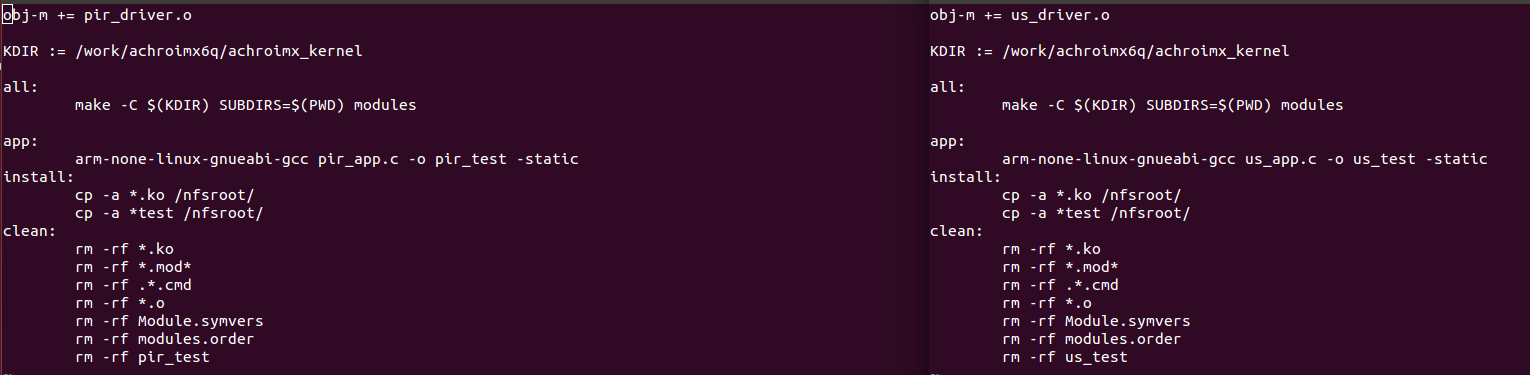 obj-m += pir_driver.o
KDIR := /work/achroimx6q/achroimx_kernel
all:
make -C $(KDIR) SUBDIRS=$(PWD) modules
app:
arm-none-linux-gnueabi-gcc pir_app.c -o pir_test -static
install:
cp -a *.ko /nfsroot/
cp -a *test /nfsroot/
clean:
rm -rf *.ko
rm -rf *.mod*
rm -rf .*.cmd
rm -rf *.o
rm -rf Module.symvers
rm -rf modules.order
rm -rf pir_test
obj-m += us_driver.o
KDIR := /work/achroimx6q/achroimx_kernel
all:
make -C $(KDIR) SUBDIRS=$(PWD) modules
app:
arm-none-linux-gnueabi-gcc us_app.c -o us_test -static
install:
cp -a *.ko /nfsroot/
cp -a *test /nfsroot/
clean:
rm -rf *.ko
rm -rf *.mod*
rm -rf .*.cmd
rm -rf *.o
rm -rf Module.symvers
rm -rf modules.order
rm -rf us_test